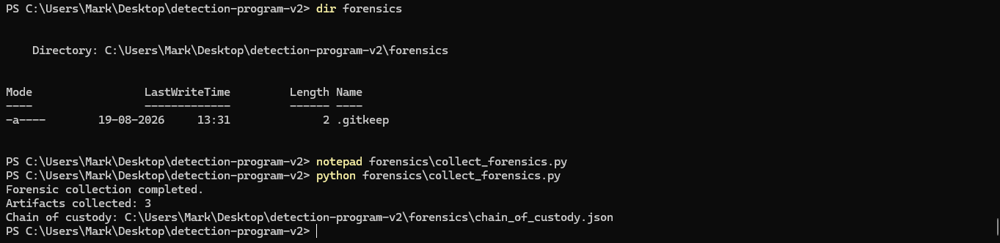 PS C:\Users\Mark\Desktop\detection-program-v2> dir forensics
Directory: C:\Users\Mark\Desktop\detection-program-v2\forensics
Mode LastWriteTime Length Name
---- ------------- ------ ----
-a---- 19-08-2026 13:31 2 .gitkeep
PS C:\Users\Mark\Desktop\detection-program-v2> notepad forensics\collect_forensics.py
PS C:\Users\Mark\Desktop\detection-program-v2> python forensics\collect_forensics.py
Forensic collection completed.
Artifacts collected: 3
Chain of custody: C:\Users\Mark\Desktop\detection-program-v2\forensics\chain_of_custody.json
PS C:\Users\Mark\Desktop\detection-program-v2>